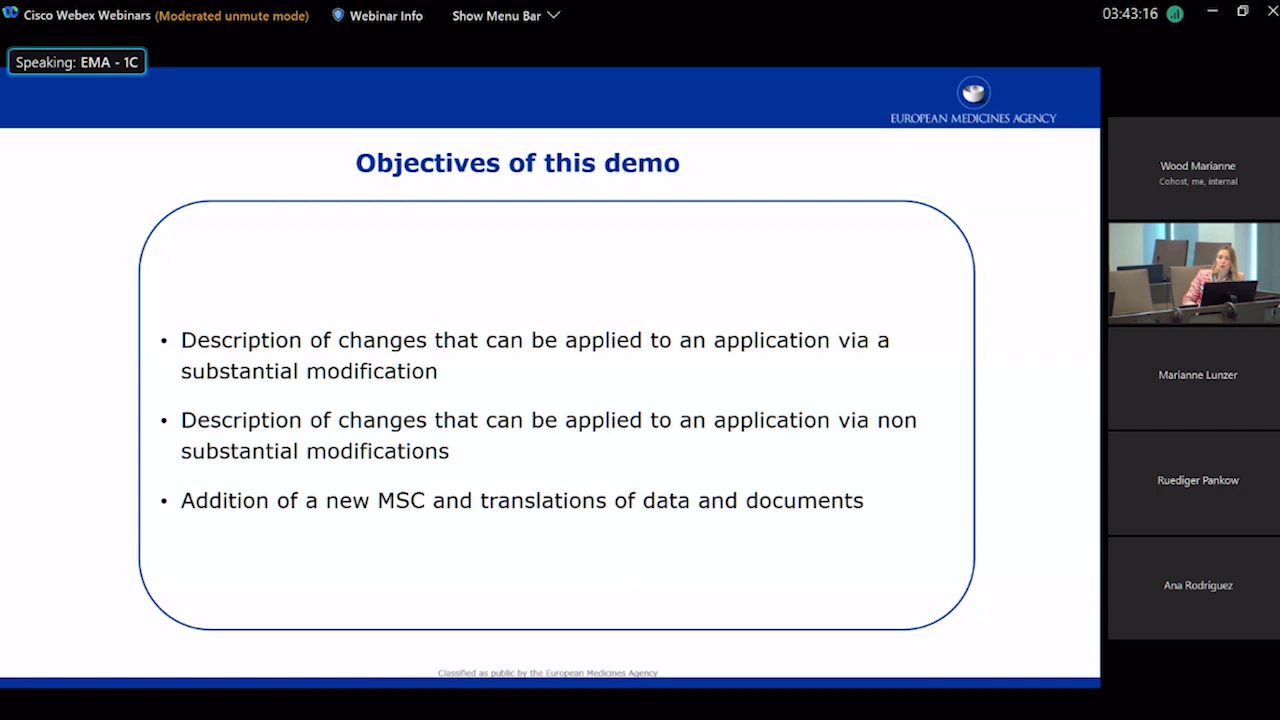 Cisco Webex Webinars (Moderated unmute mode) Webinar Info Show Menu Bar 03:43:16
Speaking: EMA - 1C
EUROPEAN MEDICINES AGENCY
Objectives of this demo
• Description of changes that can be applied to an application via a
substantial modification
• Description of changes that can be applied to an application via non
substantial modifications
• Addition of a new MSC and translations of data and documents
Classified as public by the European Medicines Agency
Wood Marianne
Cohost, me, internal
Marianne Lunzer
Ruediger Pankow
Ana Rodriguez